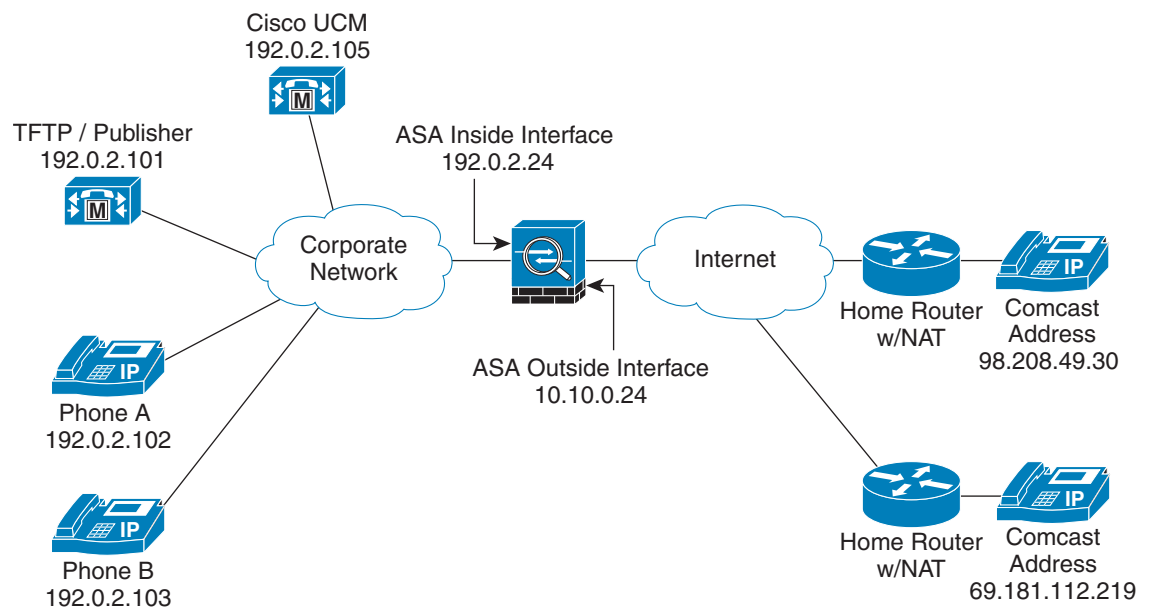 Cisco UCM
192.0.2.105
M
TFTP / Publisher
192.0.2.101
M
ASA Inside Interface
192.0.2.24
Corporate
Network
Internet
IP
Home Router
w/NAT
Comcast
Address
98.208.49.30
ASA Outside Interface
10.10.0.24
IP
Phone A
192.0.2.102
IP
Phone B
192.0.2.103
IP
Home Router
w/NAT
Comcast
Address
69.181.112.219